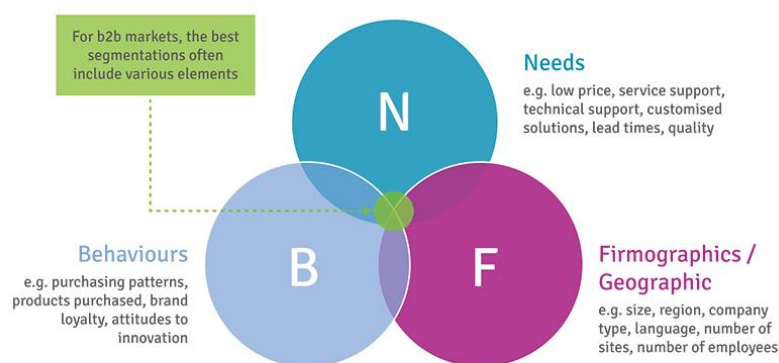 For b2b markets, the best
segmentations often
include various elements
N
Needs
e.g. low price, service support,
technical support, customised
solutions, lead times, quality
B
F
Behaviours
e.g. purchasing patterns,
products purchased, brand
loyalty, attitudes to
innovation
Firmographics /
Geographic
e.g. size, region, company
type, language, number of
sites, number of employees